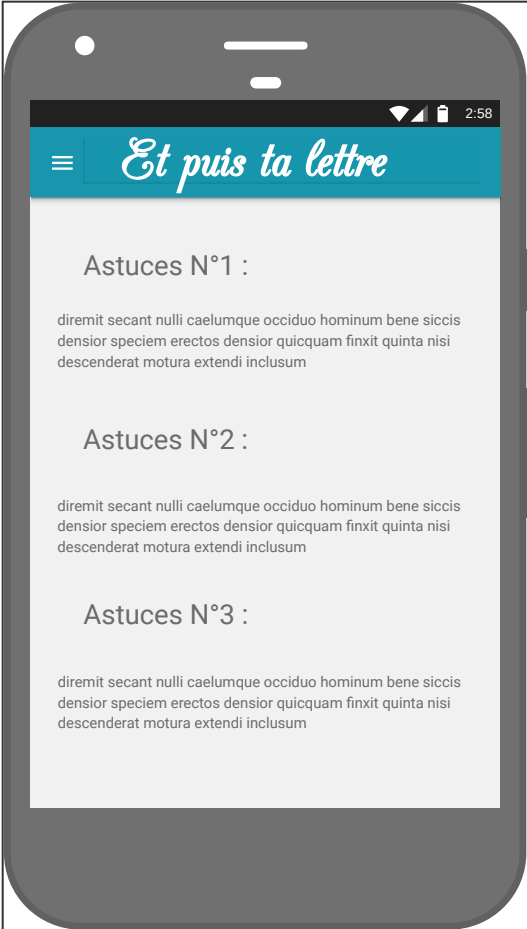 2:58
Et puis ta lettre
Astuces N°1 :
diremit secant nulli caelumque occiduo hominum bene siccis
densior speciem erectos densior quicquam finxit quinta nisi
descenderat motura extendi inclusum
Astuces N°2 :
diremit secant nulli caelumque occiduo hominum bene siccis
densior speciem erectos densior quicquam finxit quinta nisi
descenderat motura extendi inclusum
Astuces N°3 :
diremit secant nulli caelumque occiduo hominum bene siccis
densior speciem erectos densior quicquam finxit quinta nisi
descenderat motura extendi inclusum